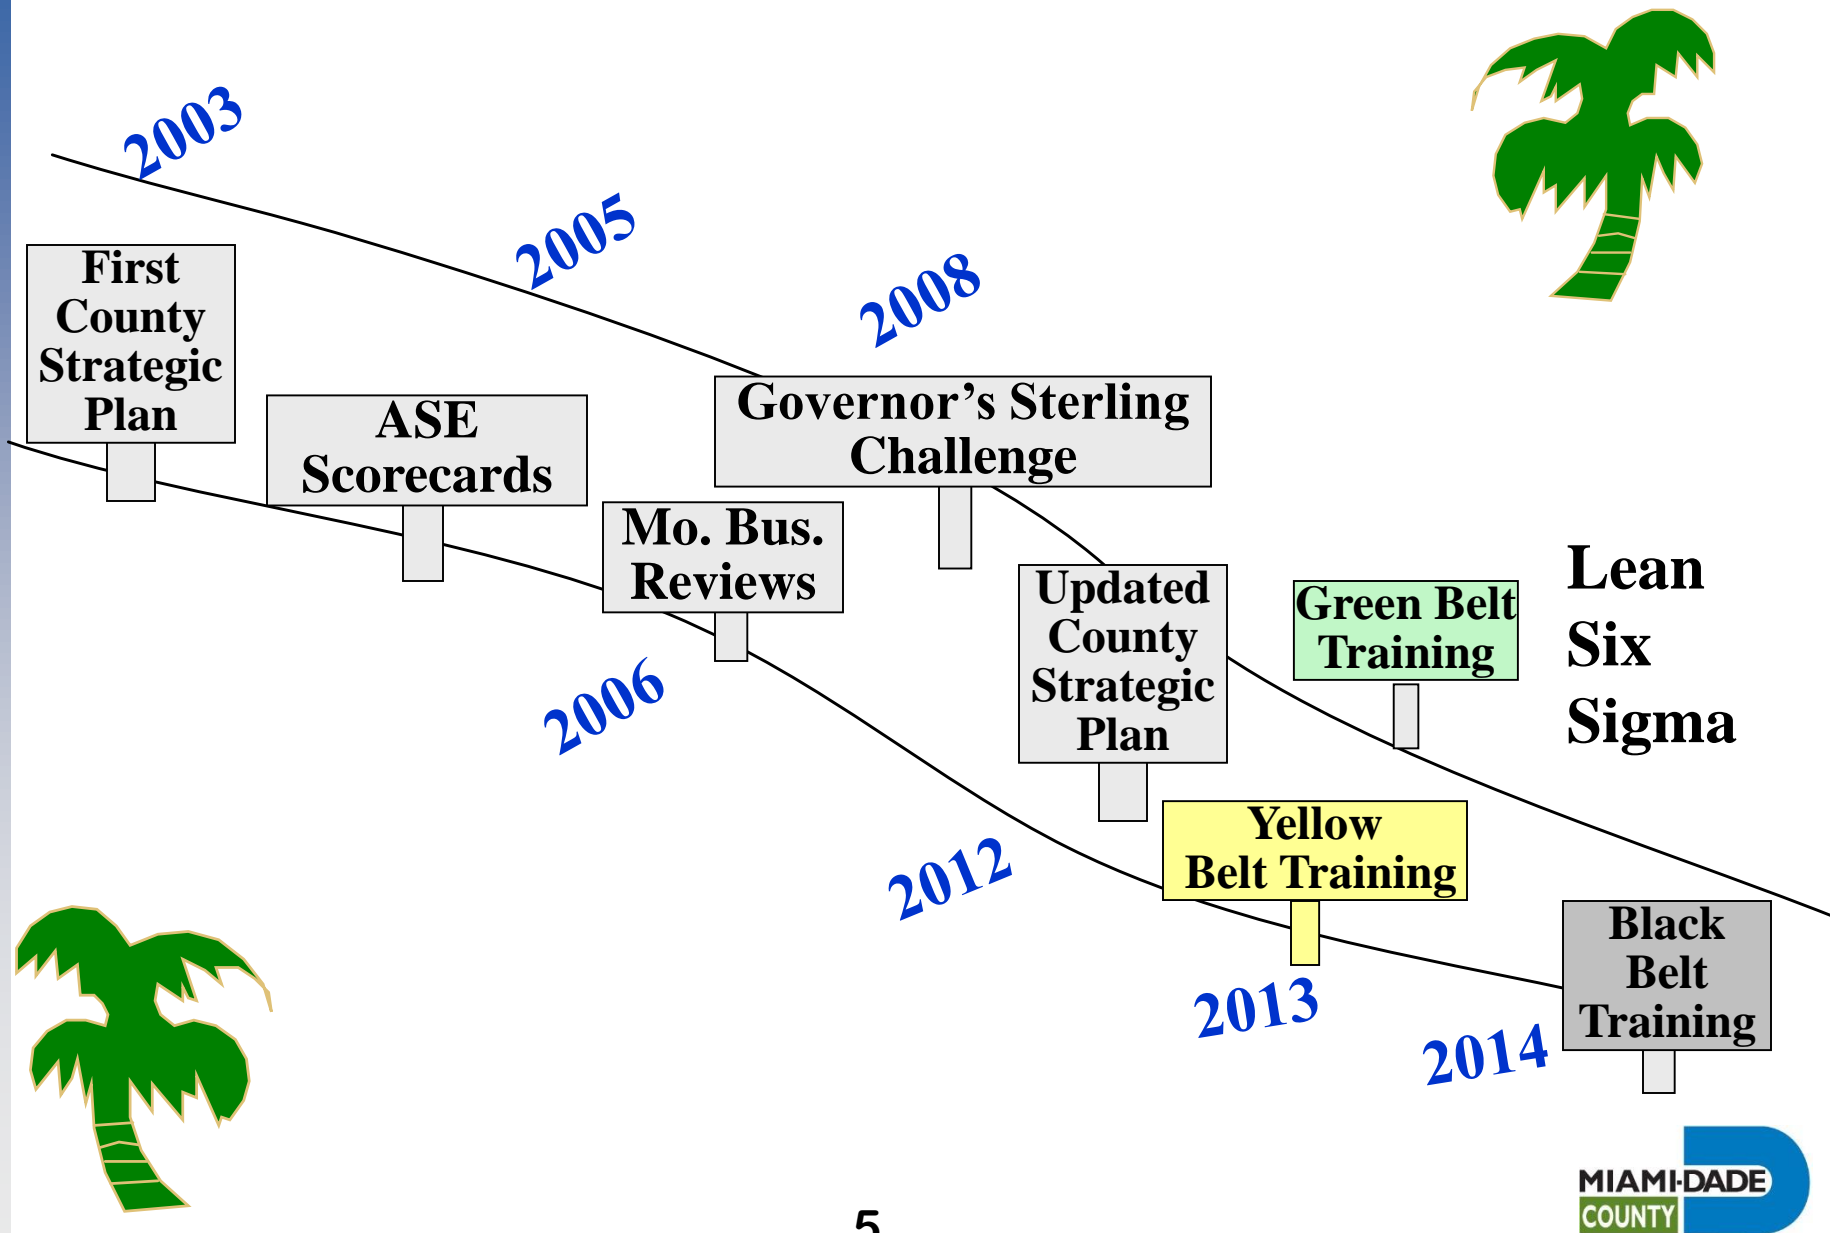 2003
2005
2008
First
County
Strategic
Plan
ASE
Scorecards
Governor’s Sterling
Challenge
Mo. Bus.
Reviews
2006
Updated
County
Strategic
Plan
2012
Green Belt
Training
Lean
Six
Sigma
Yellow
Belt Training
2013
Black
Belt
Training
2014
MIAMI-DADE
COUNTY
5